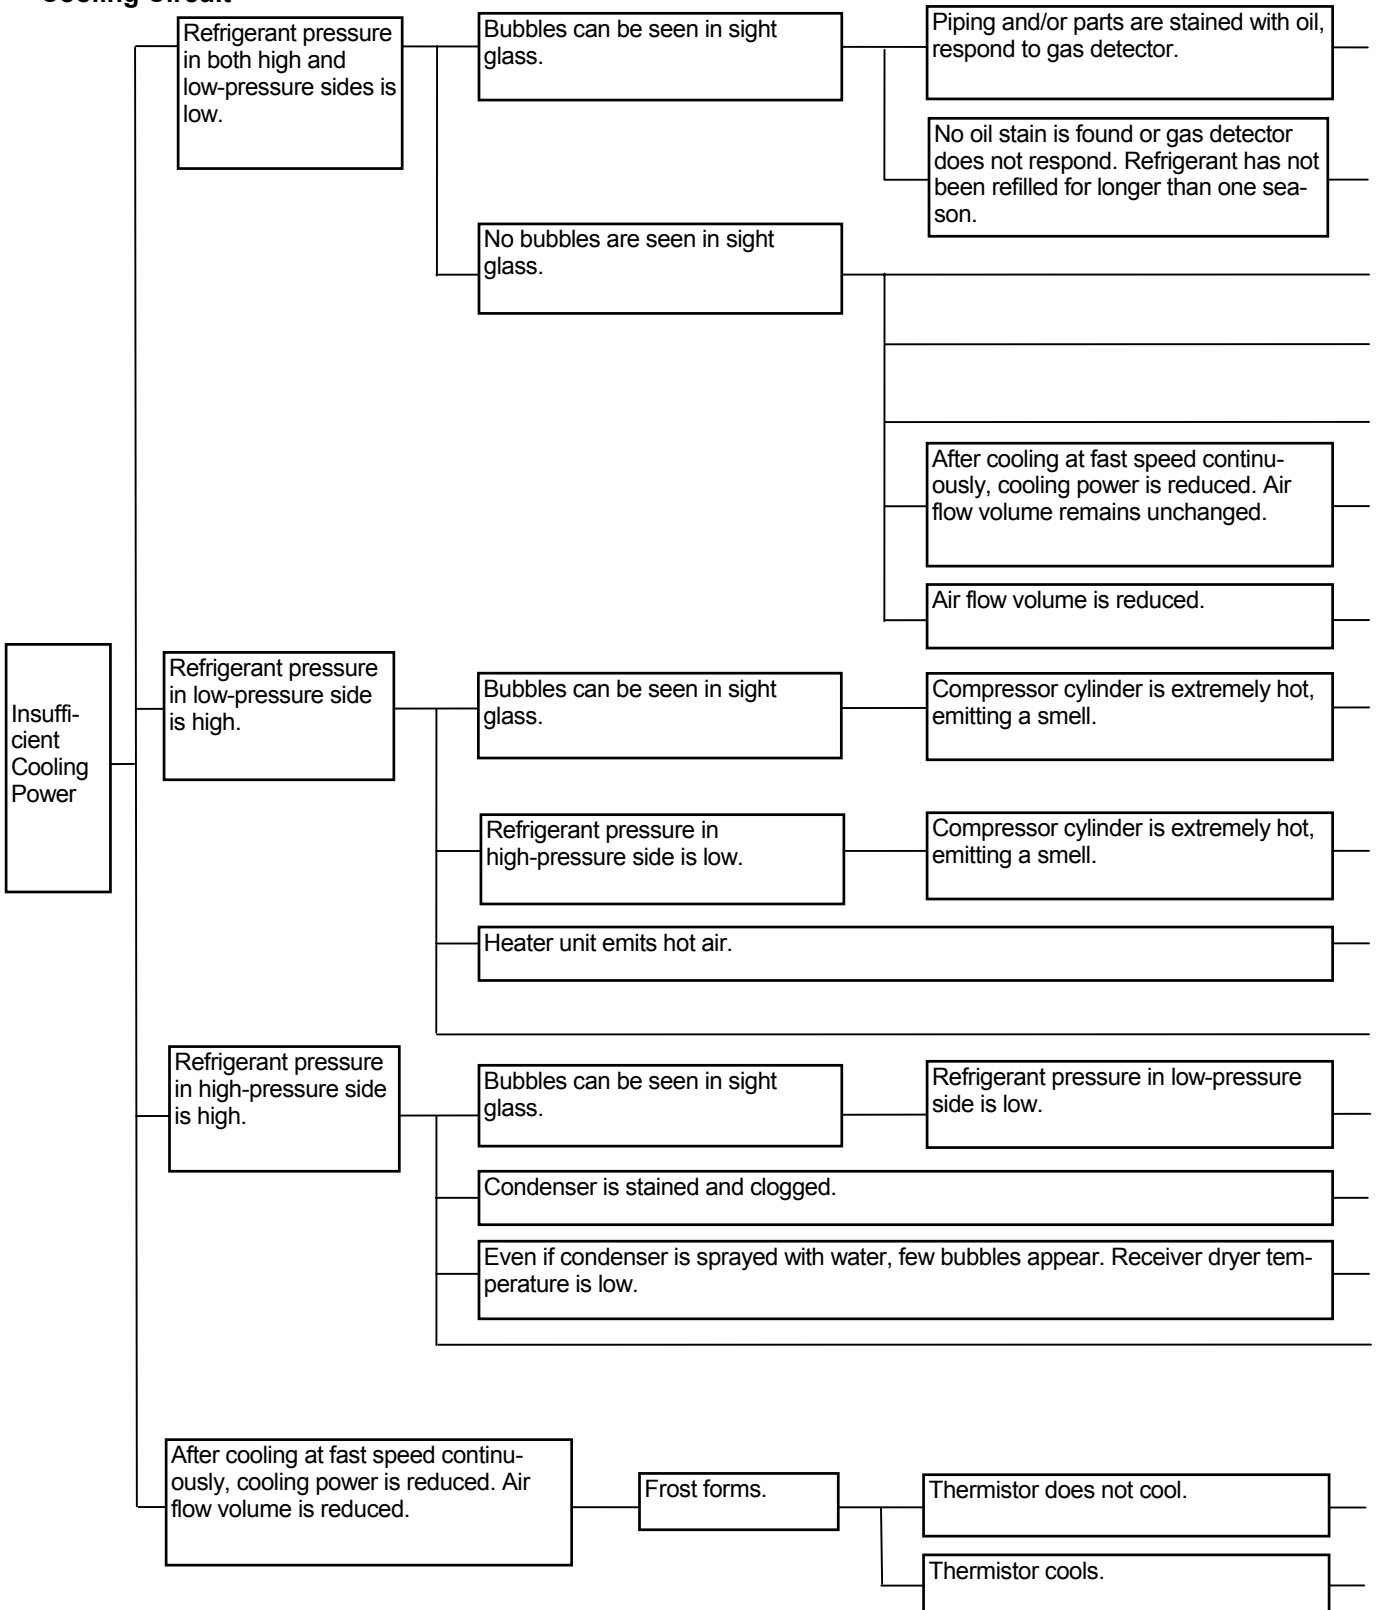 Cooling Circuit
Refrigerant pressure
in both high and
low-pressure sides is
low.
Bubbles can be seen in sight
glass.
Piping and/or parts are stained with oil,
respond to gas detector.
No oil stain is found or gas detector
does not respond. Refrigerant has not
been refilled for longer than one sea-
son.
No bubbles are seen in sight
glass.
After cooling at fast speed continu-
ously, cooling power is reduced. Air
flow volume remains unchanged.
Air flow volume is reduced.
Insuffi-
cient
Cooling
Power
Refrigerant pressure
in low-pressure side
is high.
Bubbles can be seen in sight
glass.
Compressor cylinder is extremely hot,
emitting a smell.
Refrigerant pressure in
high-pressure side is low.
Compressor cylinder is extremely hot,
emitting a smell.
Heater unit emits hot air.
Refrigerant pressure
in high-pressure side
is high.
Bubbles can be seen in sight
glass.
Refrigerant pressure in low-pressure
side is low.
Condenser is stained and clogged.
Even if condenser is sprayed with water, few bubbles appear. Receiver dryer tem-
perature is low.
After cooling at fast speed continu-
ously, cooling power is reduced. Air
flow volume is reduced.
Frost forms.
Thermistor does not cool.
Thermistor cools.